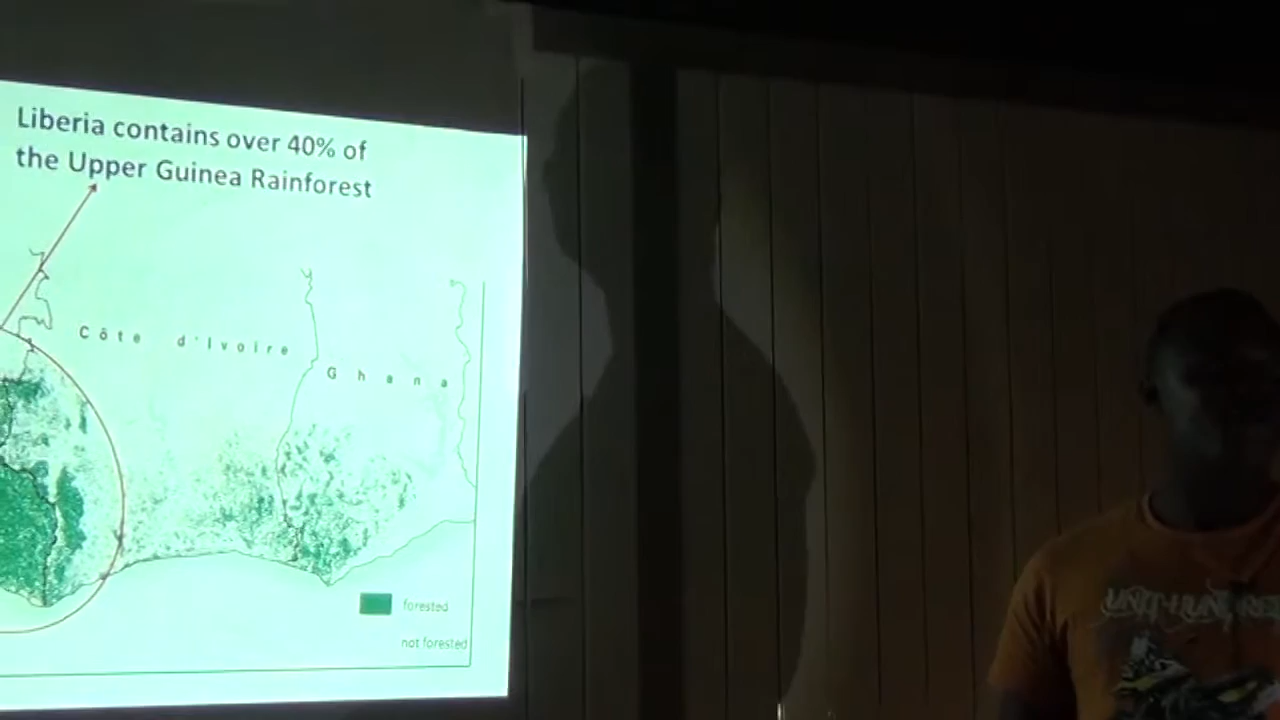 Liberia contains over 40% of
the Upper Guinea Rainforest
Côte d'Ivoire
Ghana
forested
not forested